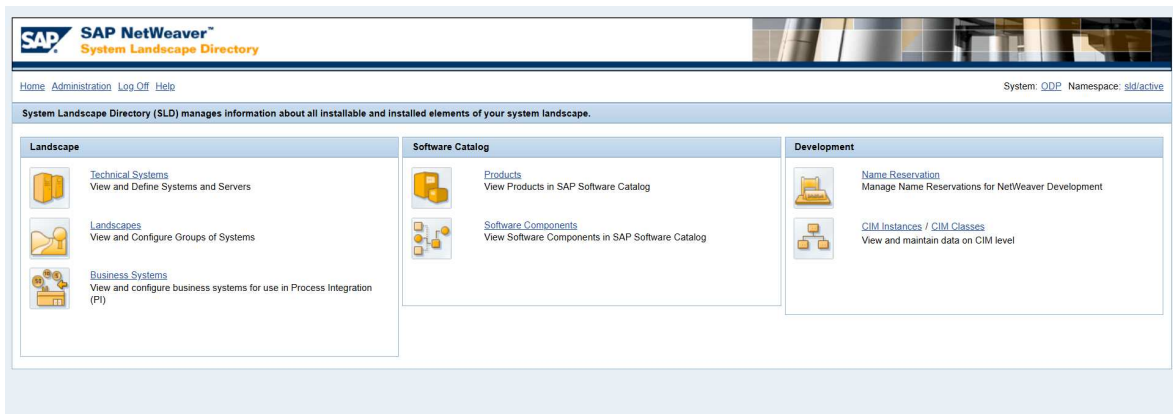 SAP
SAP NetWeaver™
System Landscape Directory
Home Administration Log Off Help
System: ODP Namespace: sld/active
System Landscape Directory (SLD) manages information about all installable and installed elements of your system landscape.
Landscape
Technical Systems
View and Define Systems and Servers
Landscapes
View and Configure Groups of Systems
Business Systems
View and configure business systems for use in Process Integration
(PI)
Software Catalog
Products
View Products in SAP Software Catalog
Software Components
View Software Components in SAP Software Catalog
Development
Name Reservation
Manage Name Reservations for NetWeaver Development
CIM Instances / CIM Classes
View and maintain data on CIM level